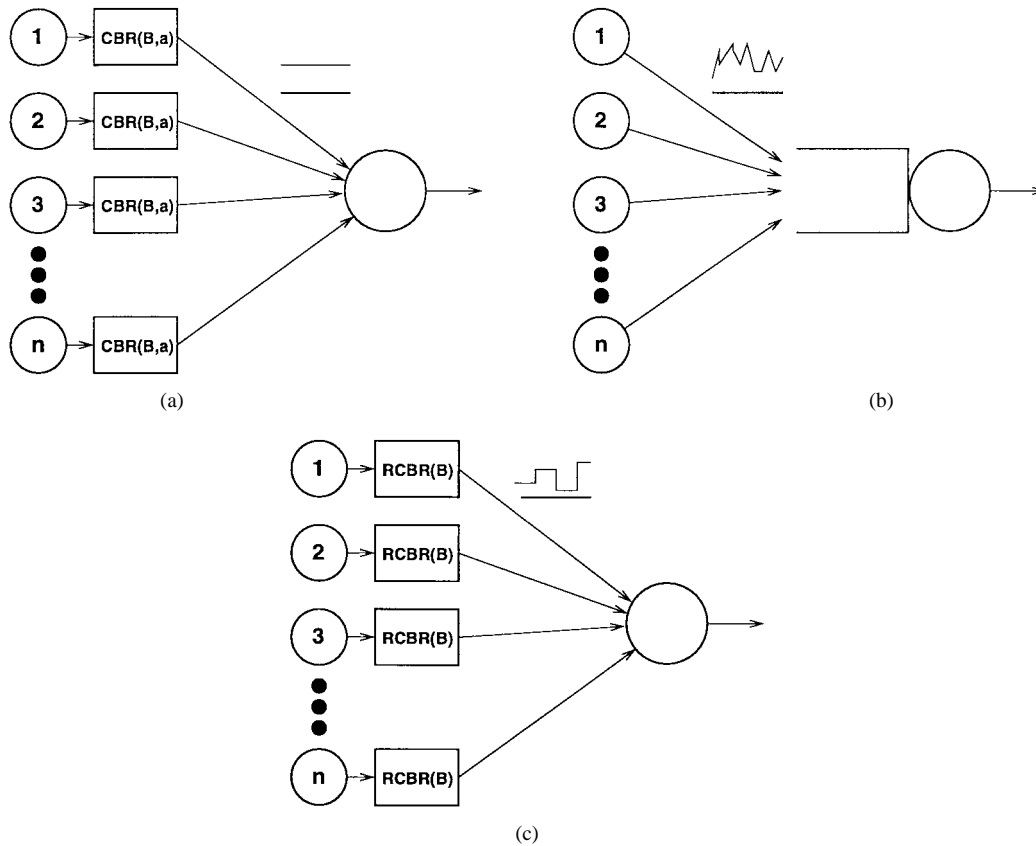 1 CBR(B,a)
2 CBR(B,a)
3 CBR(B,a)
n CBR(B,a)
(a)
1
2
3
n
(b)
1 RCBR(B)
2 RCBR(B)
3 RCBR(B)
n RCBR(B)
(c)